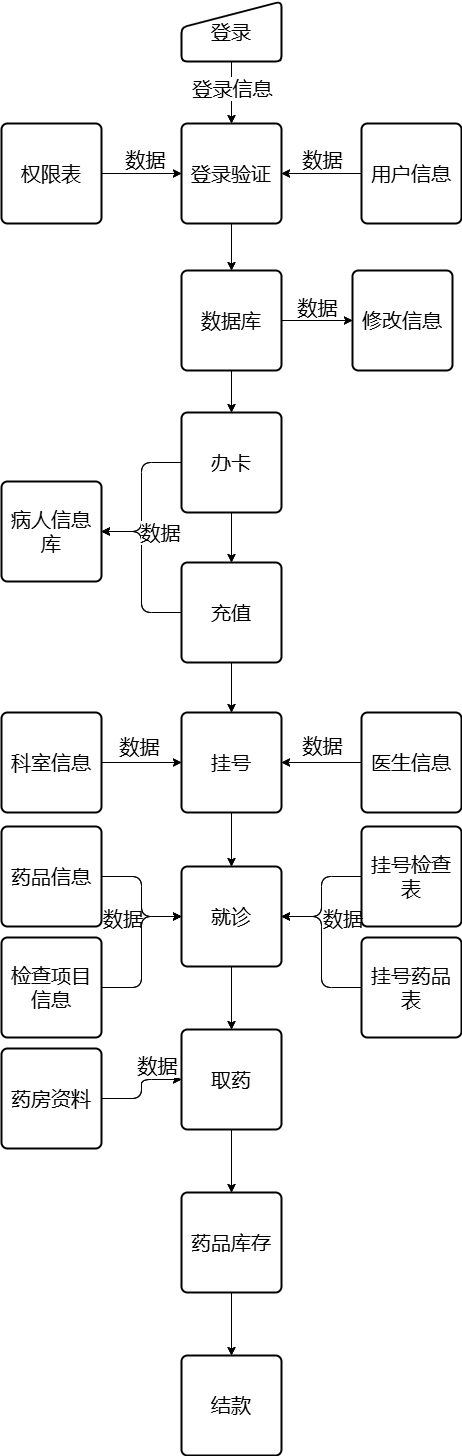 登录
登录信息
权限表
数据
登录验证
数据
用户信息
数据库
数据
修改信息
办卡
病人信息
库
数据
充值
科室信息
数据
挂号
数据
医生信息
药品信息
数据
检查项目
信息
就诊
挂号检查
表
数据
挂号药品
表
药房资料
数据
取药
药品库存
结款